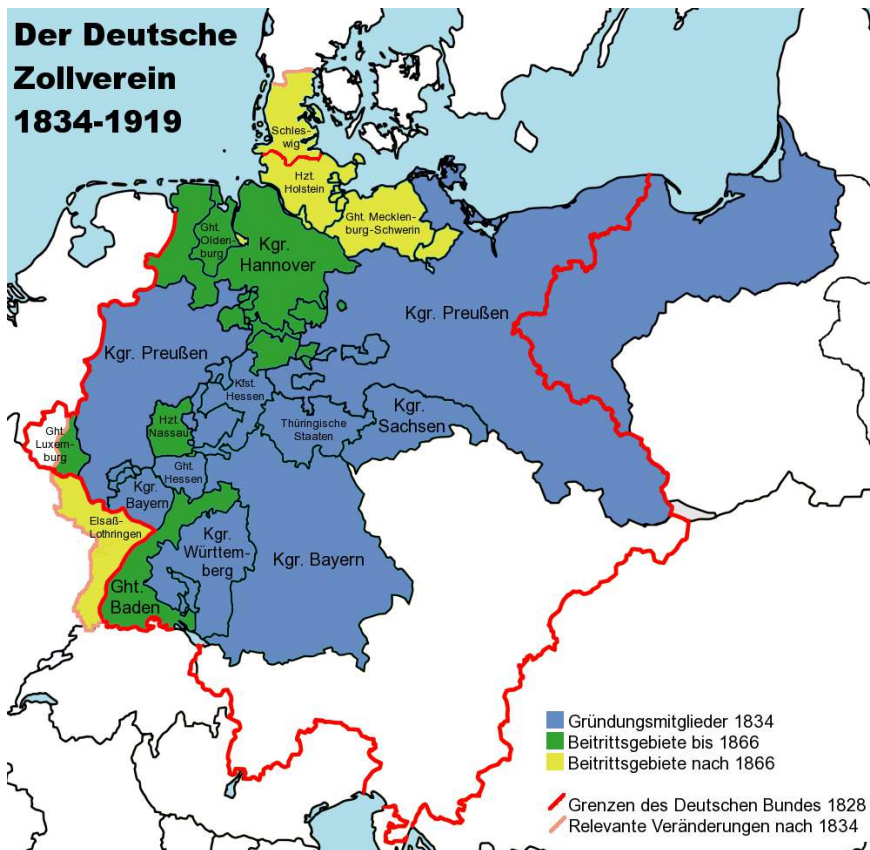 Der Deutsche
Zollverein
1834-1919
Schles-
wig
Hzt.
Holstein
Ght. Mecklen-
burg-Schwerin
Ght.
Olden-
burg
Kgr.
Hannover
Kgr. Preußen
Kgr. Preußen
Kfst.
Hessen
Hzt.
Nassau
Thüringische
Staaten
Kgr.
Sachsen
Ght.
Luxem-
burg
Ght.
Hessen
Kgr.
Bayern
Elsaß-
Lothringen
Kgr.
Württem-
berg
Kgr. Bayern
Ght.
Baden
Gründungsmitglieder 1834
Beitrittsgebiete bis 1866
Beitrittsgebiete nach 1866
Grenzen des Deutschen Bundes 1828
Relevante Veränderungen nach 1834